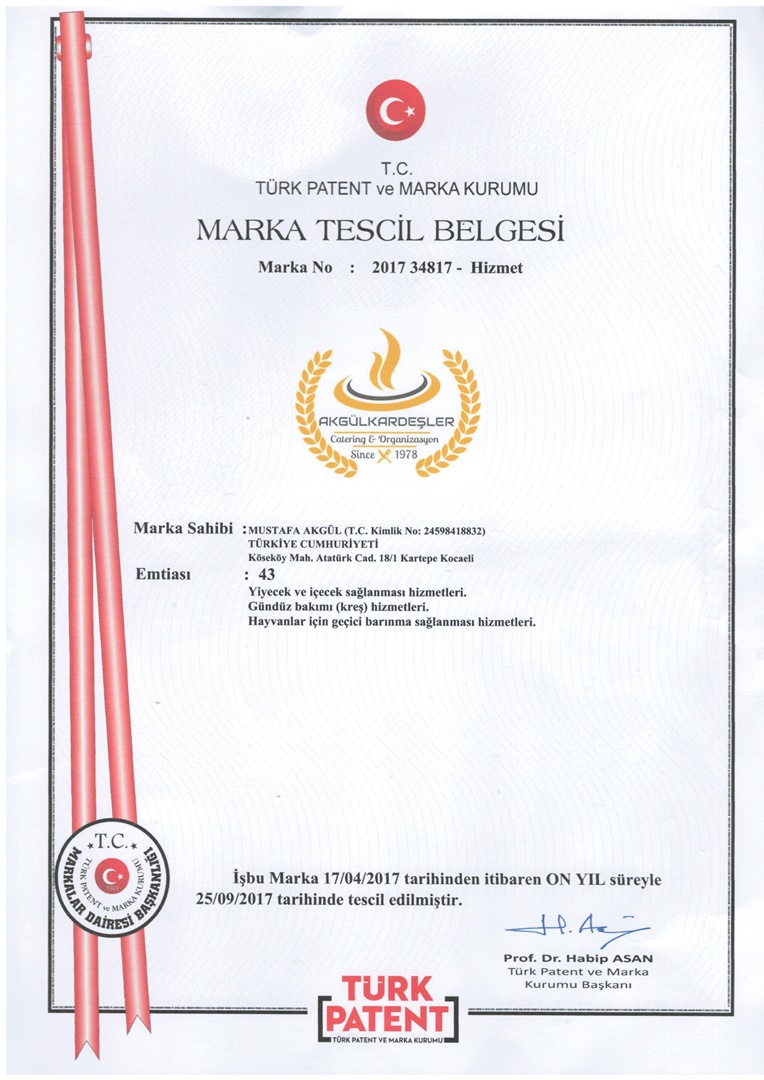 T.C.
TÜRK PATENT ve MARKA KURUMU
MARKA TESCİL BELGESİ
Marka No : 2017 34817 - Hizmet
AKGÜLKARDEŞLER
Catering & Organizasyon
Since 1978
Marka Sahibi : MUSTAFA AKGÜL (T.C. Kimlik No: 24598418832)
TÜRKİYE CUMHURİYETİ
Köseköy Mah. Atatürk Cad. 18/1 Kartepe Kocaeli
Emtiası : 43
Yiyecek ve içecek sağlanması hizmetleri.
Gündüz bakımı (kreş) hizmetleri.
Hayvanlar için geçici barınma sağlanması hizmetleri.
T.C.
TÜRK PATENT ve MARKA KURUMU
MARKALAR DAİRESİ BAŞKANLIĞI
İşbu Marka 17/04/2017 tarihinden itibaren ON YIL süreyle
25/09/2017 tarihinde tescil edilmiştir.
H. As
Prof. Dr. Habip ASAN
Türk Patent ve Marka
Kurumu Başkanı
TÜRK
PATENT
TÜRK PATENT VE MARKA KURUMU